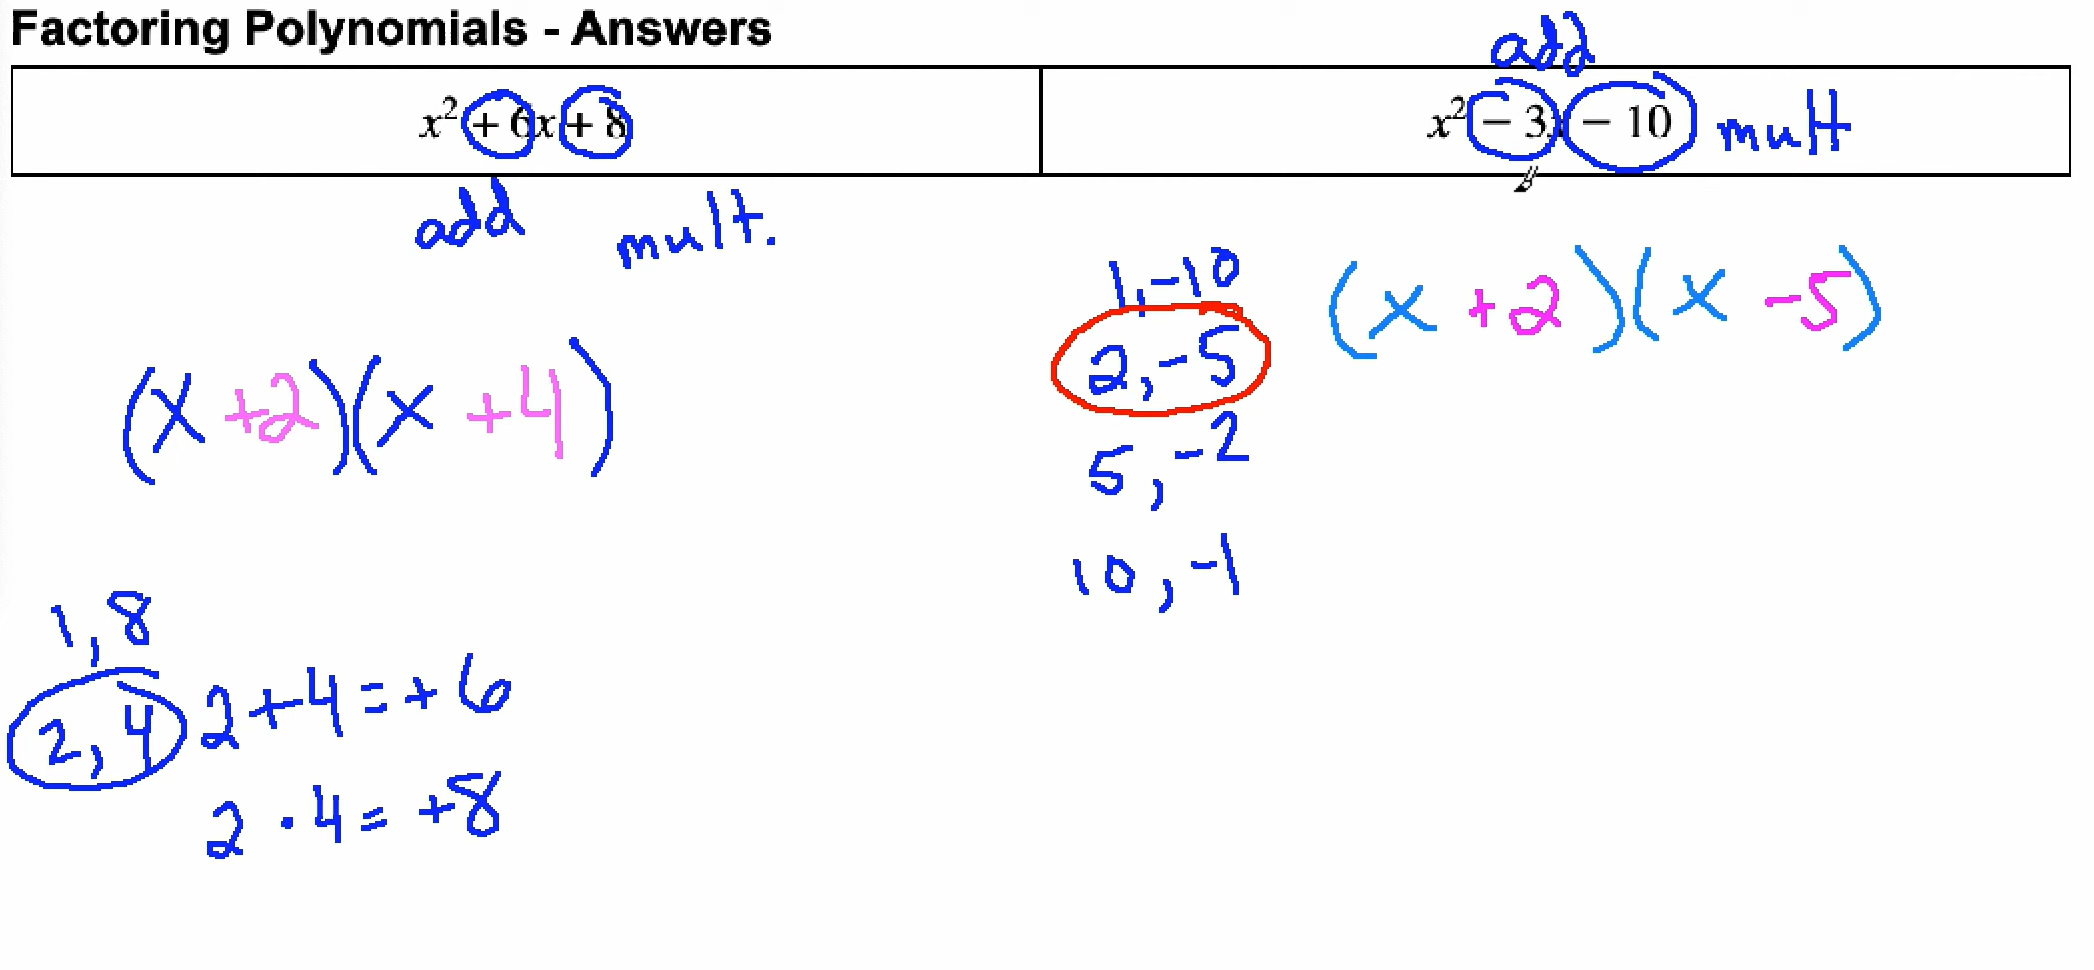 Factoring Polynomials - Answers
x² + 6x + 8
add mult.
(x +2)(x +4)
1, 8
2, 4 2+4=+6
2 · 4= +8
add
x² − 3x − 10 mult
1, -10
2, -5
5, -2
10, -1
(x +2)(x -5)